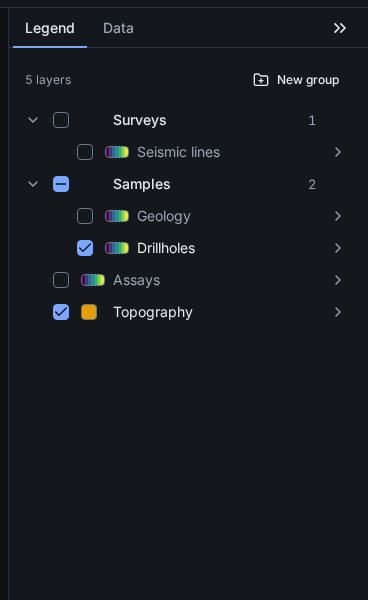 Legend Data
5 layers New group
Surveys 1
Seismic lines
Samples 2
Geology
Drillholes
Assays
Topography